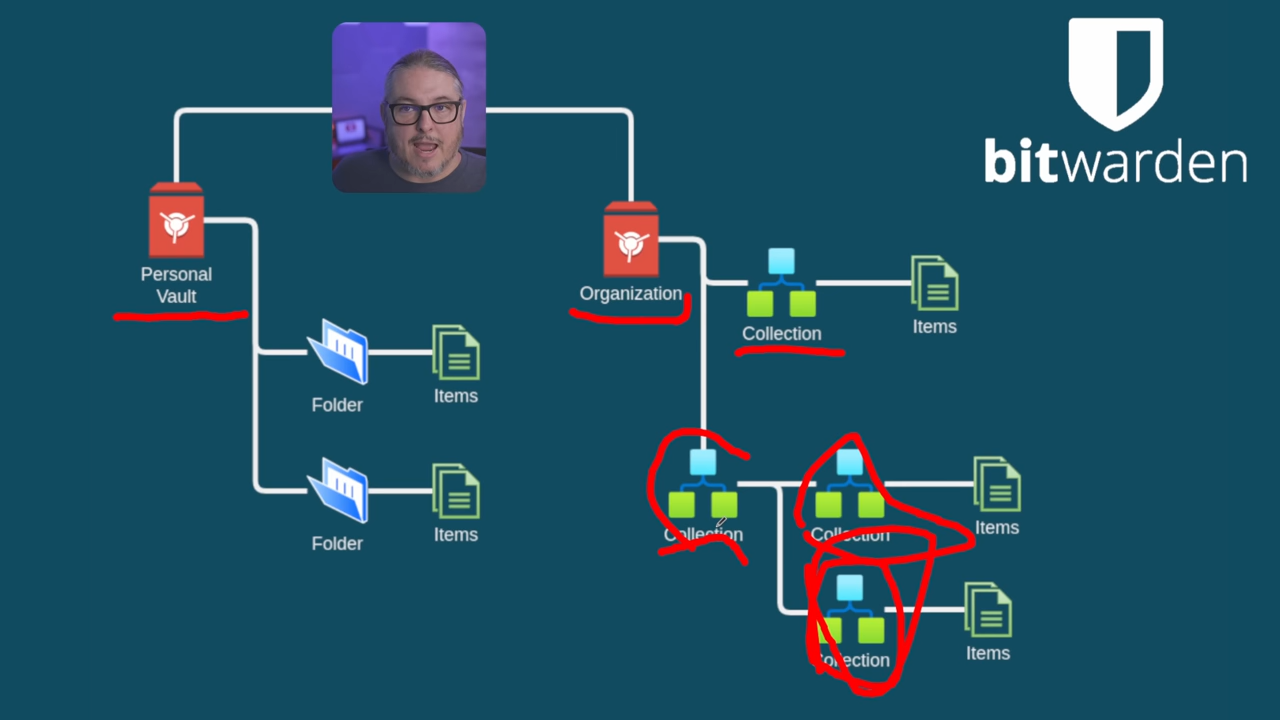 bitwarden
Personal
Vault
Organization
Collection
Items
Folder
Items
Folder
Items
Collection
Collection
Items
Collection
Items